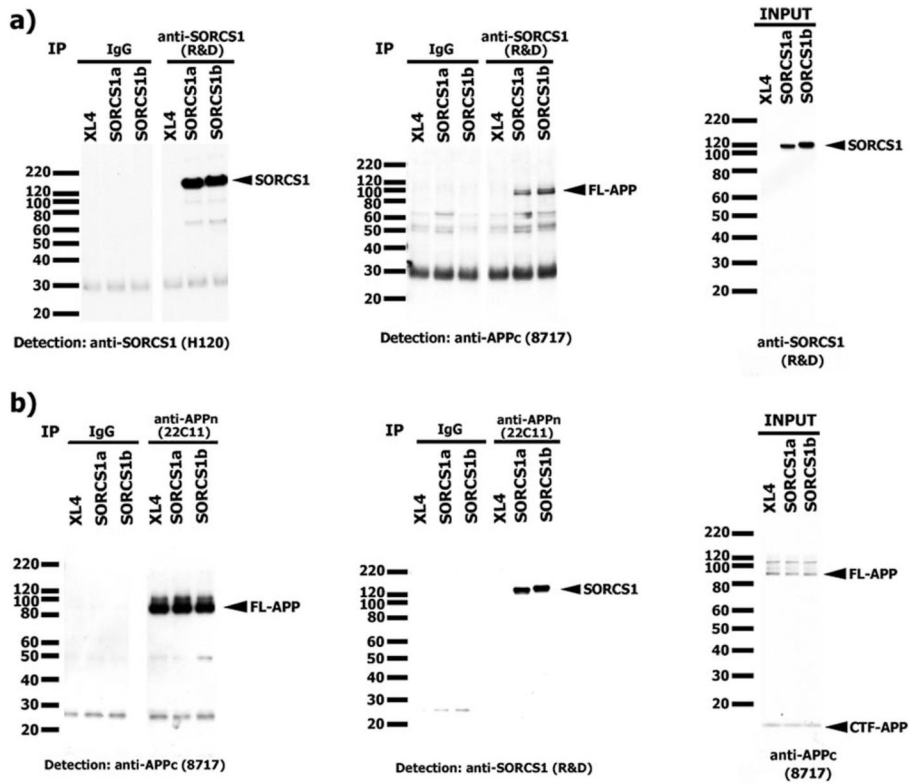 a)
IP
IgG
anti-SORCS1
(R&D)
XL4
SORCS1a
SORCS1b
XL4
SORCS1a
SORCS1b
220
120
100
80
60
50
40
30
20
SORCS1
Detection: anti-SORCS1 (H120)
IP
IgG
anti-SORCS1
(R&D)
XL4
SORCS1a
SORCS1b
XL4
SORCS1a
SORCS1b
220
120
100
80
60
50
40
30
20
FL-APP
Detection: anti-APPc (8717)
INPUT
XL4
SORCS1a
SORCS1b
220
120
100
80
60
50
40
30
20
SORCS1
anti-SORCS1
(R&D)
b)
IP
IgG
anti-APPn
(22C11)
XL4
SORCS1a
SORCS1b
XL4
SORCS1a
SORCS1b
220
120
100
80
60
50
40
30
20
FL-APP
Detection: anti-APPc (8717)
IP
IgG
anti-APPn
(22C11)
XL4
SORCS1a
SORCS1b
XL4
SORCS1a
SORCS1b
220
120
100
80
60
50
40
30
20
SORCS1
Detection: anti-SORCS1 (R&D)
INPUT
XL4
SORCS1a
SORCS1b
220
120
100
80
60
50
40
30
20
FL-APP
CTF-APP
anti-APPc
(8717)